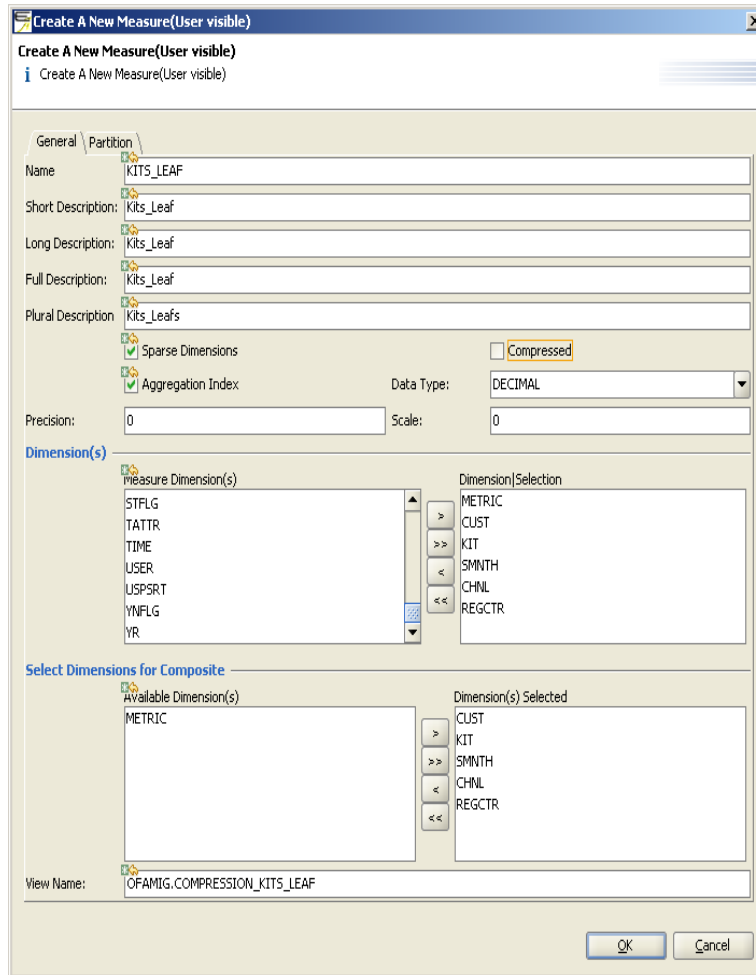 Create A New Measure(User visible)
Create A New Measure(User visible)
Create A New Measure(User visible)
General Partition
Name KITS_LEAF
Short Description: Kits_Leaf
Long Description: Kits_Leaf
Full Description: Kits_Leaf
Plural Description Kits_Leafs
Sparse Dimensions Compressed
Aggregation Index Data Type: DECIMAL
Precision: 0 Scale: 0
Dimension(s)
Measure Dimension(s) Dimension|Selection
STFLG METRIC
TATTR CUST
TIME KIT
USER SMNTH
USPSRT CHNL
YNFLG REGCTR
YR
>
>>
<
<<
Select Dimensions for Composite
Available Dimension(s) Dimension(s) Selected
METRIC CUST
KIT
SMNTH
CHNL
REGCTR
>
>>
<
<<
View Name: OFAMIG.COMPRESSION_KITS_LEAF
OK Cancel